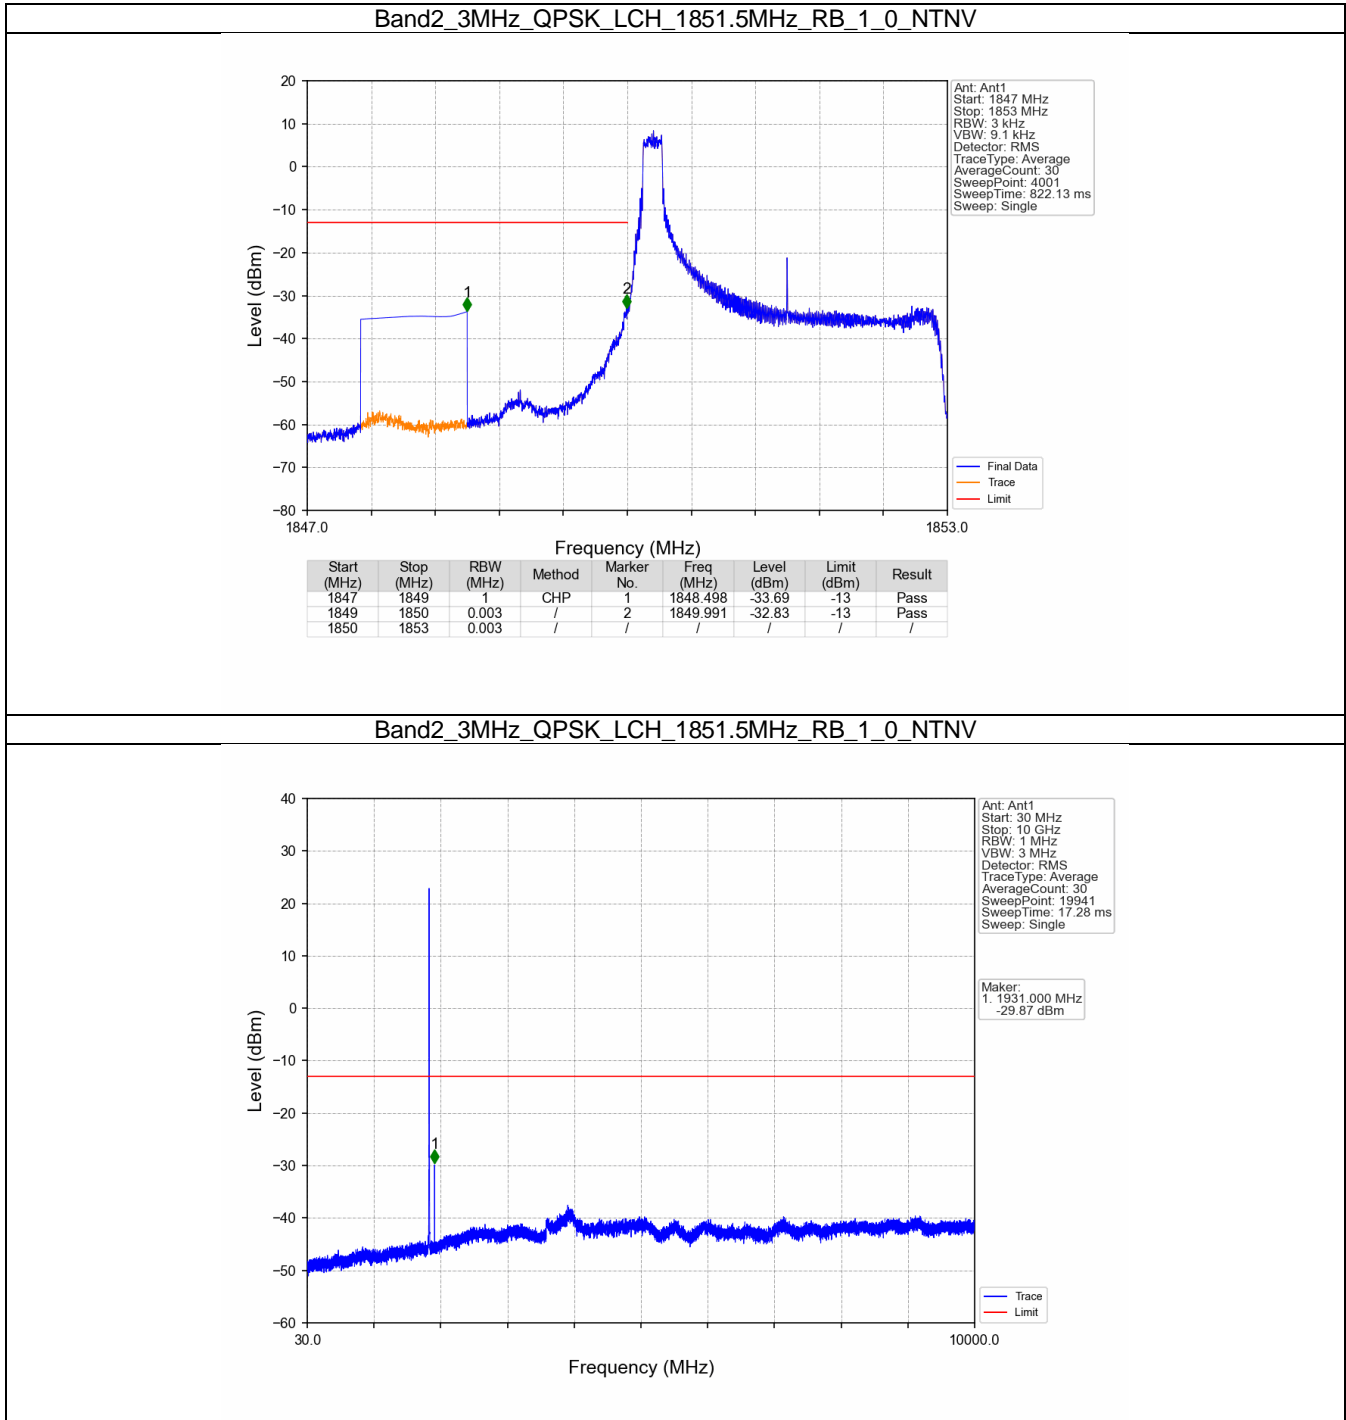 Band2_3MHz_QPSK_LCH_1851.5MHz_RB_1_0_NTNV
20
10
0
−10
−20
−30
−40
−50
−60
−70
−80
Level (dBm)
1
2
1847.0
1853.0
Frequency (MHz)
Ant: Ant1
Start: 1847 MHz
Stop: 1853 MHz
RBW: 3 kHz
VBW: 9.1 kHz
Detector: RMS
TraceType: Average
AverageCount: 30
SweepPoint: 4001
SweepTime: 822.13 ms
Sweep: Single
Final Data
Trace
Limit
Start (MHz) Stop (MHz) RBW (MHz) Method Marker No. Freq (MHz) Level (dBm) Limit (dBm) Result
1847 1849 1 CHP 1 1848.498 -33.69 -13 Pass
1849 1850 0.003 / 2 1849.991 -32.83 -13 Pass
1850 1853 0.003 / / / / / /
Band2_3MHz_QPSK_LCH_1851.5MHz_RB_1_0_NTNV
40
30
20
10
0
−10
−20
−30
−40
−50
−60
Level (dBm)
1
30.0
10000.0
Frequency (MHz)
Ant: Ant1
Start: 30 MHz
Stop: 10 GHz
RBW: 1 MHz
VBW: 3 MHz
Detector: RMS
TraceType: Average
AverageCount: 30
SweepPoint: 19941
SweepTime: 17.28 ms
Sweep: Single
Maker:
1. 1931.000 MHz
-29.87 dBm
Trace
Limit